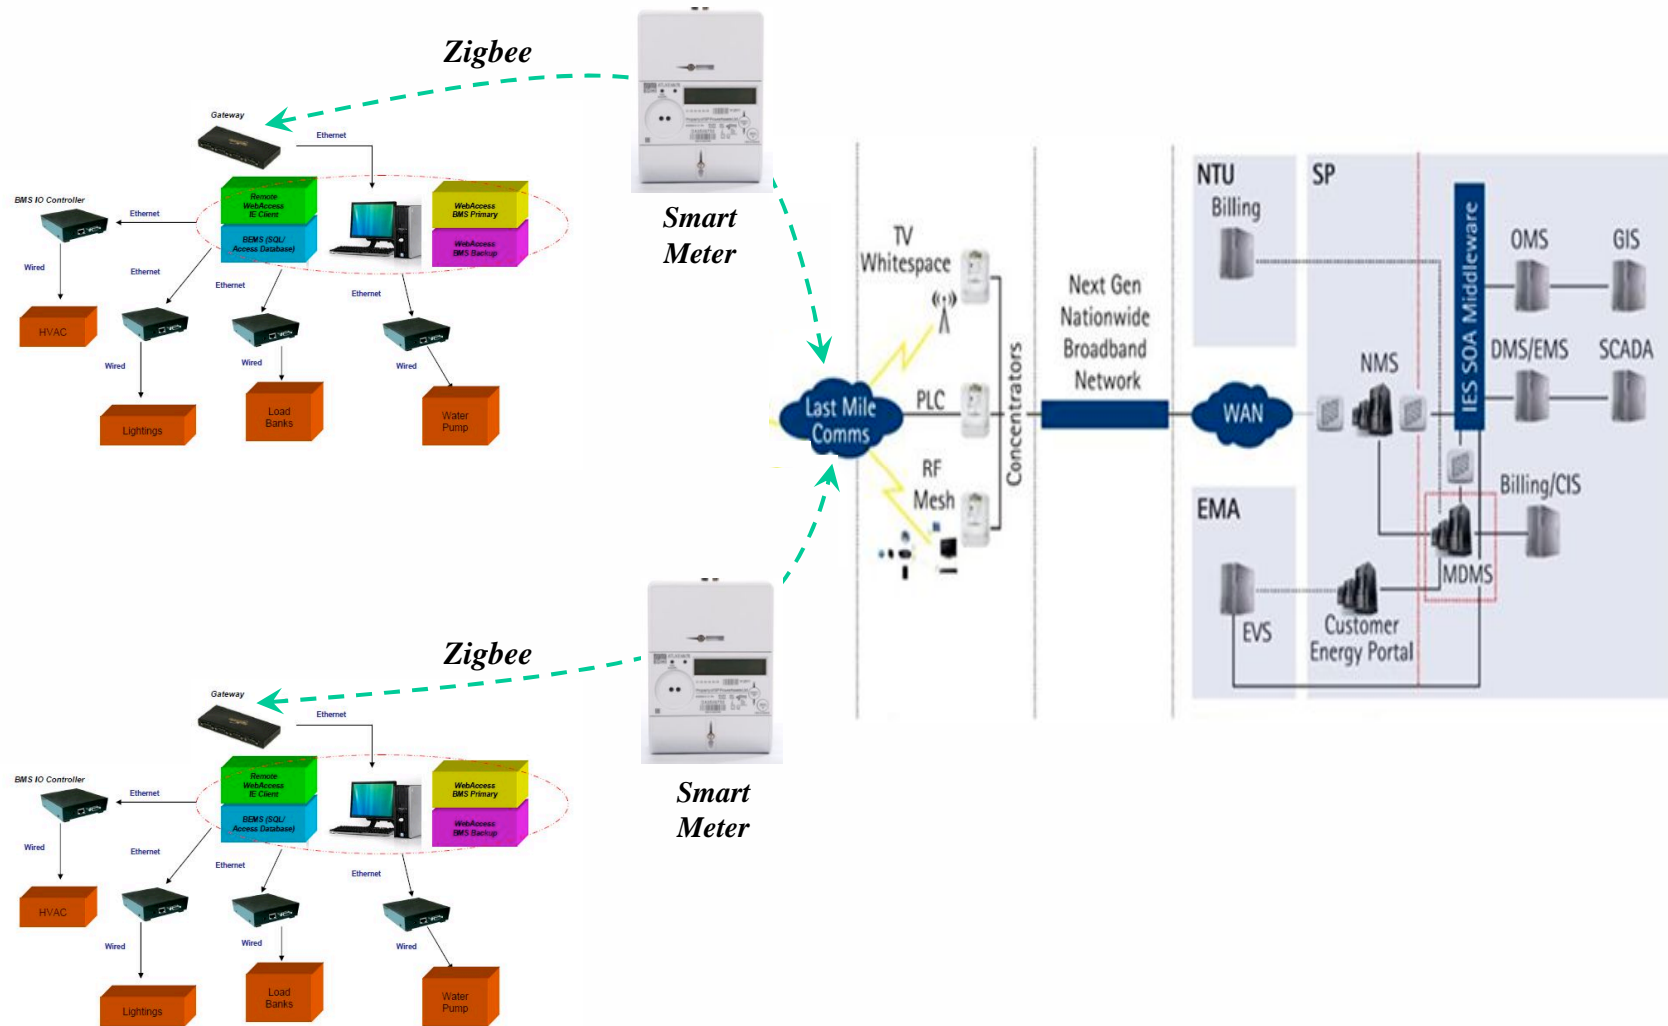 Zigbee
Gateway
Ethernet
BMS IO Controller
Ethernet
Remote
WebAccess
IE Client
BEMS (SQL/
Access Database)
WebAccess
BMS Primary
WebAccess
BMS Backup
Wired
Ethernet
Ethernet
Ethernet
HVAC
Wired
Wired
Wired
Lightings
Load
Banks
Water
Pump
Smart
Meter
Zigbee
Gateway
Ethernet
BMS IO Controller
Ethernet
Remote
WebAccess
IE Client
BEMS (SQL/
Access Database)
WebAccess
BMS Primary
WebAccess
BMS Backup
Wired
Ethernet
Ethernet
Ethernet
HVAC
Wired
Wired
Wired
Lightings
Load
Banks
Water
Pump
Smart
Meter
Last Mile
Comms
TV
Whitespace
PLC
RF
Mesh
Concentrators
Next Gen
Nationwide
Broadband
Network
WAN
NTU
Billing
EMA
EVS
SP
NMS
IES SOA Middleware
OMS
GIS
DMS/EMS
SCADA
Billing/CIS
MDMS
Customer
Energy Portal